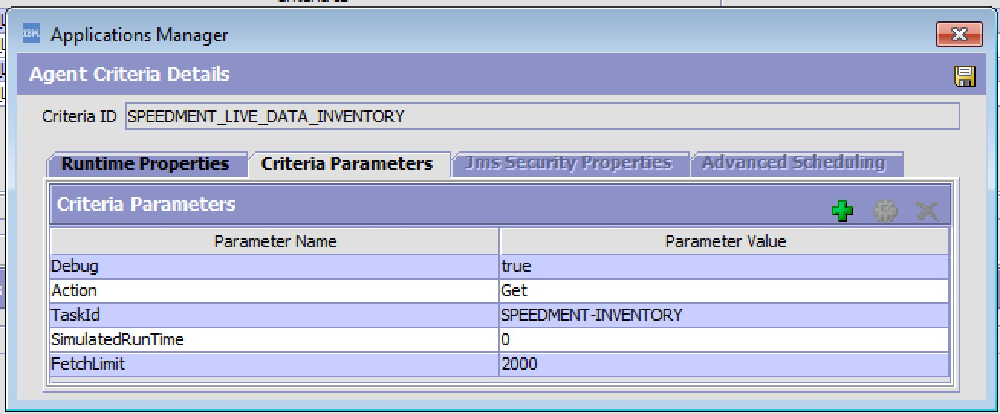 IBM Applications Manager
Agent Criteria Details
Criteria ID SPEEDMENT_LIVE_DATA_INVENTORY
Runtime Properties Criteria Parameters Jms Security Properties Advanced Scheduling
Criteria Parameters
Parameter Name Parameter Value
Debug true
Action Get
TaskId SPEEDMENT-INVENTORY
SimulatedRunTime 0
FetchLimit 2000